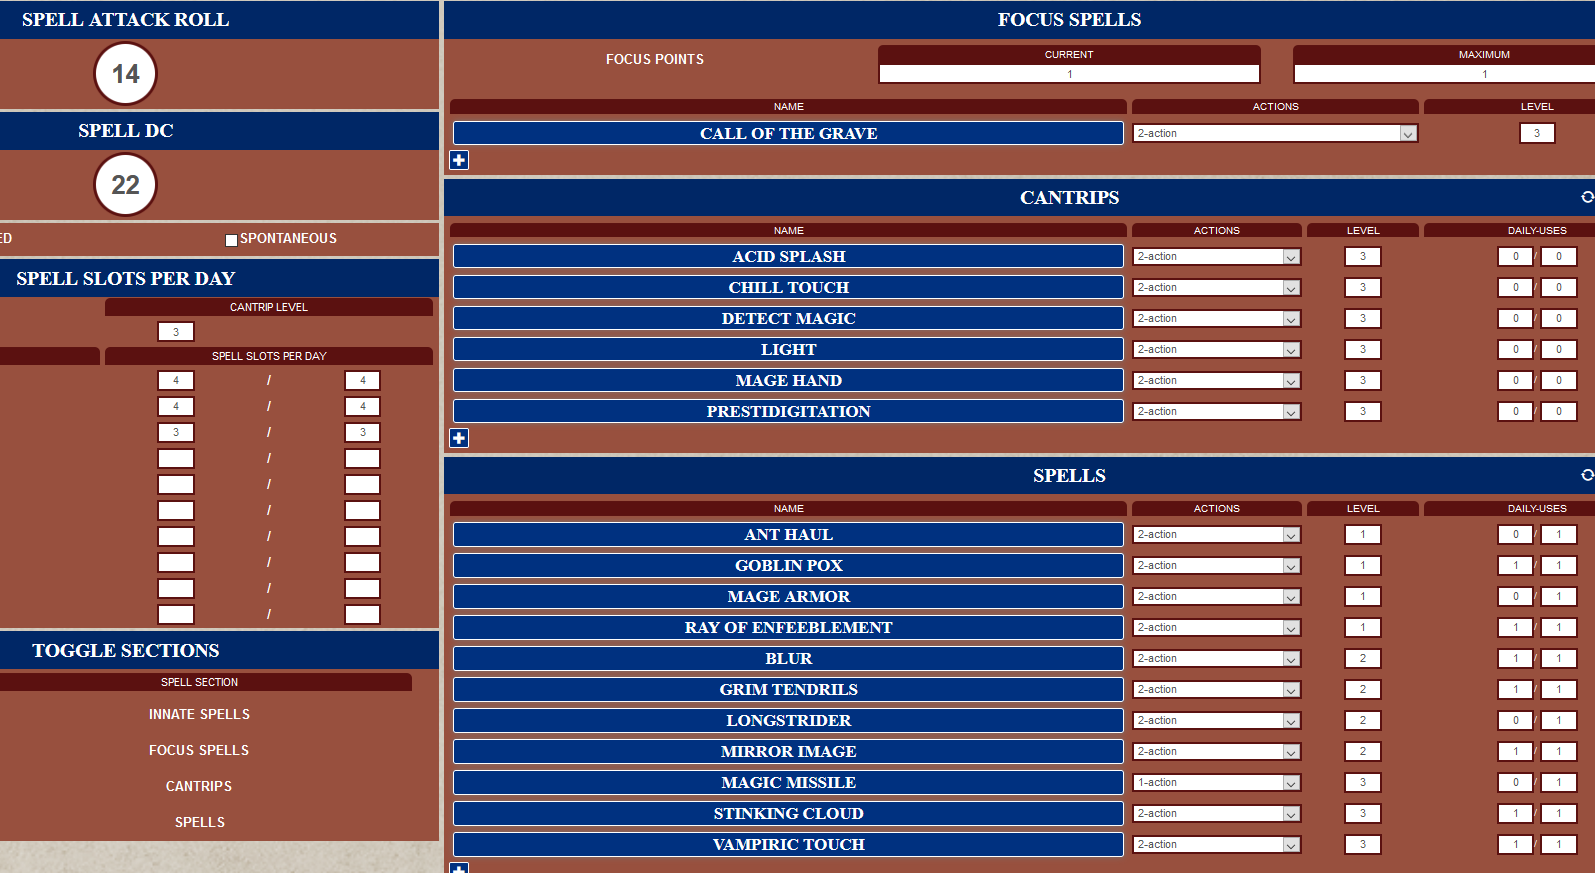 SPELL ATTACK ROLL
14
SPELL DC
22
ED
SPONTANEOUS
SPELL SLOTS PER DAY
CANTRIP LEVEL
3
SPELL SLOTS PER DAY
4 / 4
4 / 4
3 / 3
/
/
/
/
/
/
/
TOGGLE SECTIONS
SPELL SECTION
INNATE SPELLS
FOCUS SPELLS
CANTRIPS
SPELLS
FOCUS SPELLS
FOCUS POINTS
CURRENT MAXIMUM
1 1
NAME ACTIONS LEVEL
CALL OF THE GRAVE 2-action 3
CANTRIPS
NAME ACTIONS LEVEL DAILY-USES
ACID SPLASH 2-action 3 0 / 0
CHILL TOUCH 2-action 3 0 / 0
DETECT MAGIC 2-action 3 0 / 0
LIGHT 2-action 3 0 / 0
MAGE HAND 2-action 3 0 / 0
PRESTIDIGITATION 2-action 3 0 / 0
SPELLS
NAME ACTIONS LEVEL DAILY-USES
ANT HAUL 2-action 1 0 / 1
GOBLIN POX 2-action 1 1 / 1
MAGE ARMOR 2-action 1 0 / 1
RAY OF ENFEEBLEMENT 2-action 1 1 / 1
BLUR 2-action 2 1 / 1
GRIM TENDRILS 2-action 2 1 / 1
LONGSTRIDER 2-action 2 0 / 1
MIRROR IMAGE 2-action 2 1 / 1
MAGIC MISSILE 1-action 3 0 / 1
STINKING CLOUD 2-action 3 1 / 1
VAMPIRIC TOUCH 2-action 3 1 / 1